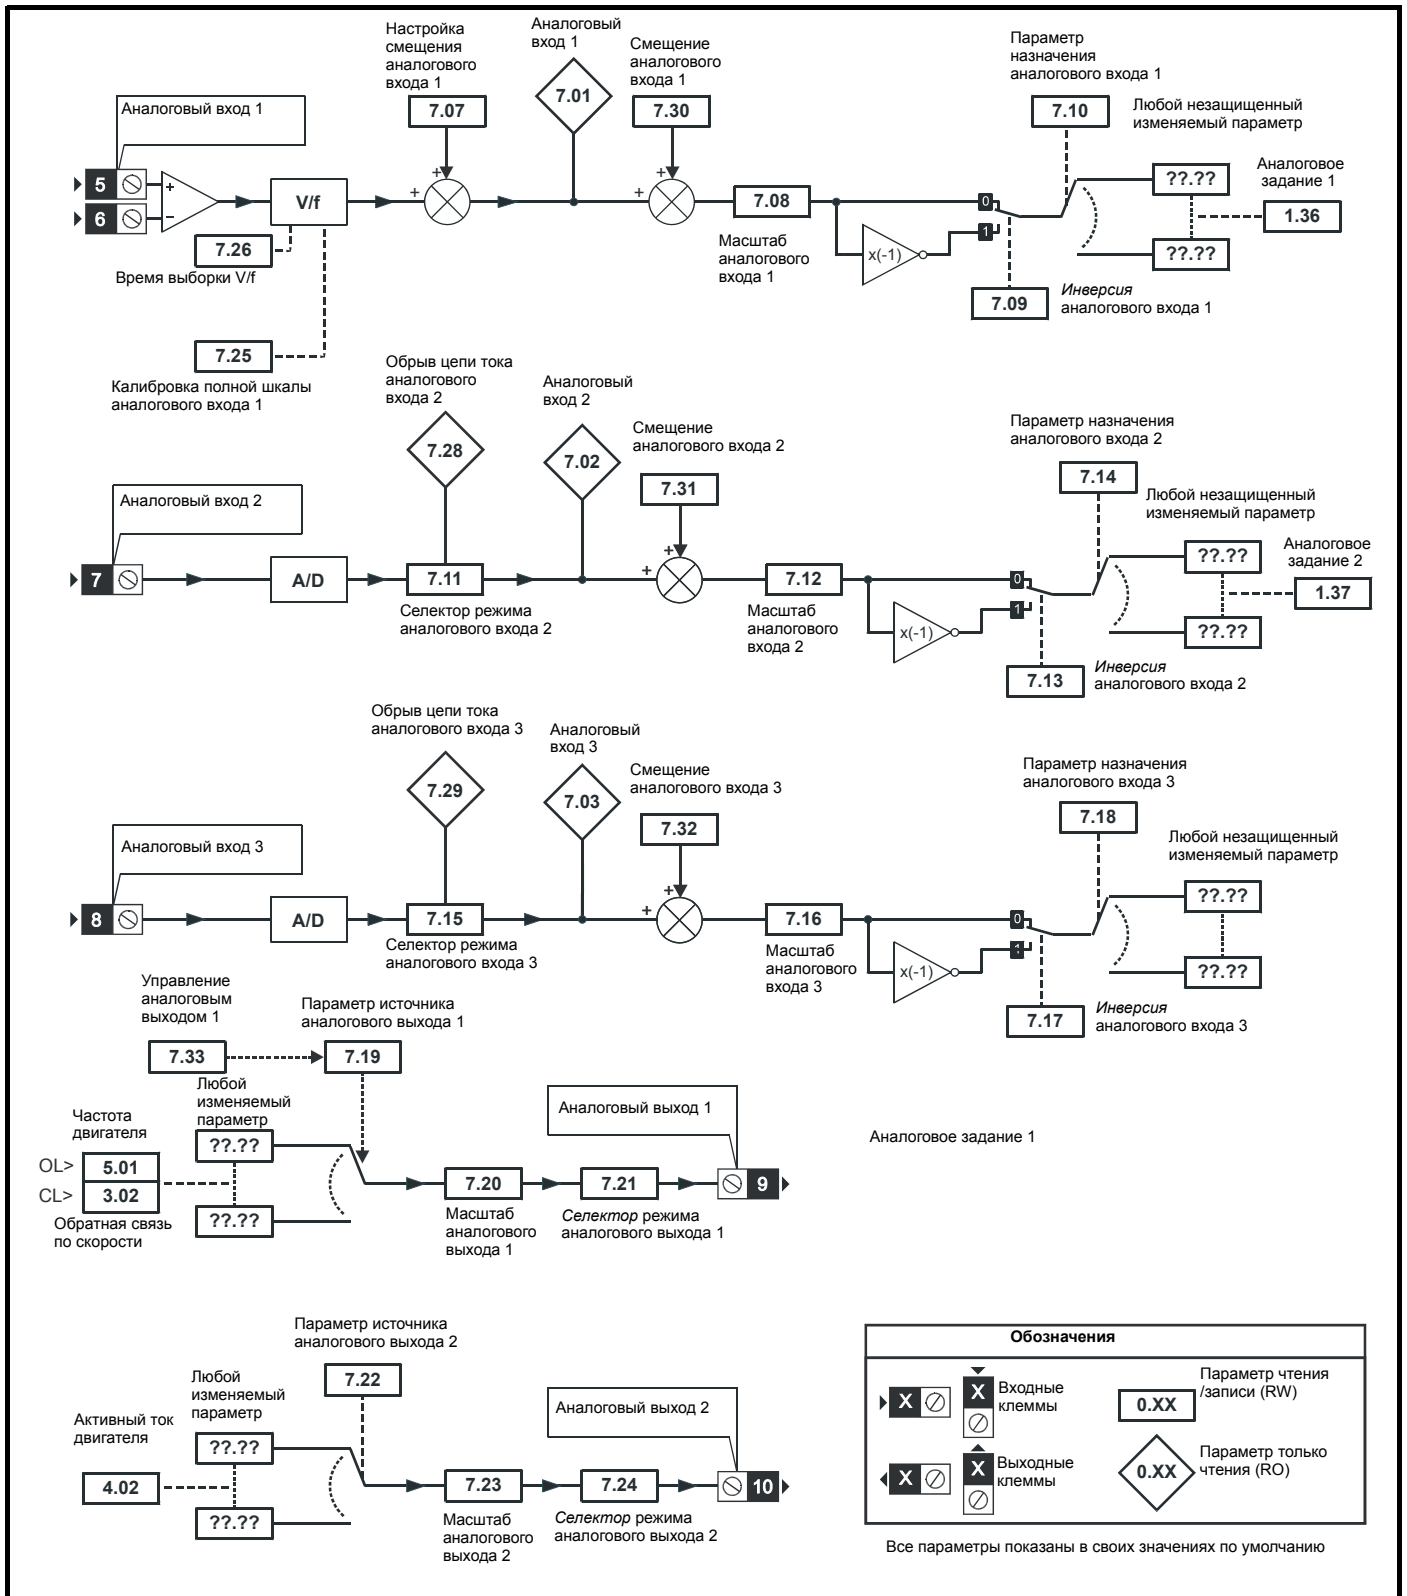 Настройка
смещения
аналогового
входа 1
Аналоговый
вход 1
Смещение
аналогового
входа 1
Параметр
назначения
аналогового входа 1
7.07
7.01
7.30
7.10
Любой незащищенный
изменяемый параметр
Аналоговый вход 1
5
6
+
−
V/f
+
+
+
+
7.08
0
1
x(-1)
??.??
??.??
Аналоговое
задание 1
1.36
7.26
Время выборки V/f
Масштаб
аналогового
входа 1
7.09
Инверсия
аналогового входа 1
7.25
Калибровка полной шкалы
аналогового входа 1
Обрыв цепи тока
аналогового
входа 2
Аналоговый
вход 2
Смещение
аналогового входа 2
Параметр назначения
аналогового входа 2
7.28
7.02
7.31
7.14
Любой незащищенный
изменяемый параметр
Аналоговый вход 2
7
A/D
7.11
+
+
7.12
0
1
x(-1)
??.??
??.??
Аналоговое
задание 2
1.37
Селектор режима
аналогового входа 2
Масштаб
аналогового
входа 2
7.13
Инверсия
аналогового входа 2
Обрыв цепи тока
аналогового входа 3
Аналоговый
вход 3
Смещение
аналогового входа 3
Параметр назначения
аналогового входа 3
7.29
7.03
7.32
7.18
Любой незащищенный
изменяемый параметр
Аналоговый вход 3
8
A/D
7.15
+
+
7.16
0
1
x(-1)
??.??
??.??
Селектор режима
аналогового входа 3
Масштаб
аналогового
входа 3
7.17
Инверсия
аналогового входа 3
Управление
аналоговым
выходом 1
Параметр источника
аналогового выхода 1
7.33
7.19
Любой
изменяемый
параметр
Частота
двигателя
OL>
5.01
CL>
3.02
Обратная связь
по скорости
??.??
??.??
7.20
Масштаб
аналогового
выхода 1
7.21
Селектор режима
аналогового выхода 1
Аналоговый выход 1
9
Аналоговое задание 1
Параметр источника
аналогового выхода 2
7.22
Любой
изменяемый
параметр
Активный ток
двигателя
4.02
??.??
??.??
7.23
Масштаб
аналогового
выхода 2
7.24
Селектор режима
аналогового выхода 2
Аналоговый выход 2
10
Обозначения
X
X
Входные
клеммы
0.XX
Параметр чтения
/записи (RW)
X
X
Выходные
клеммы
0.XX
Параметр только
чтения (RO)
Все параметры показаны в своих значениях по умолчанию